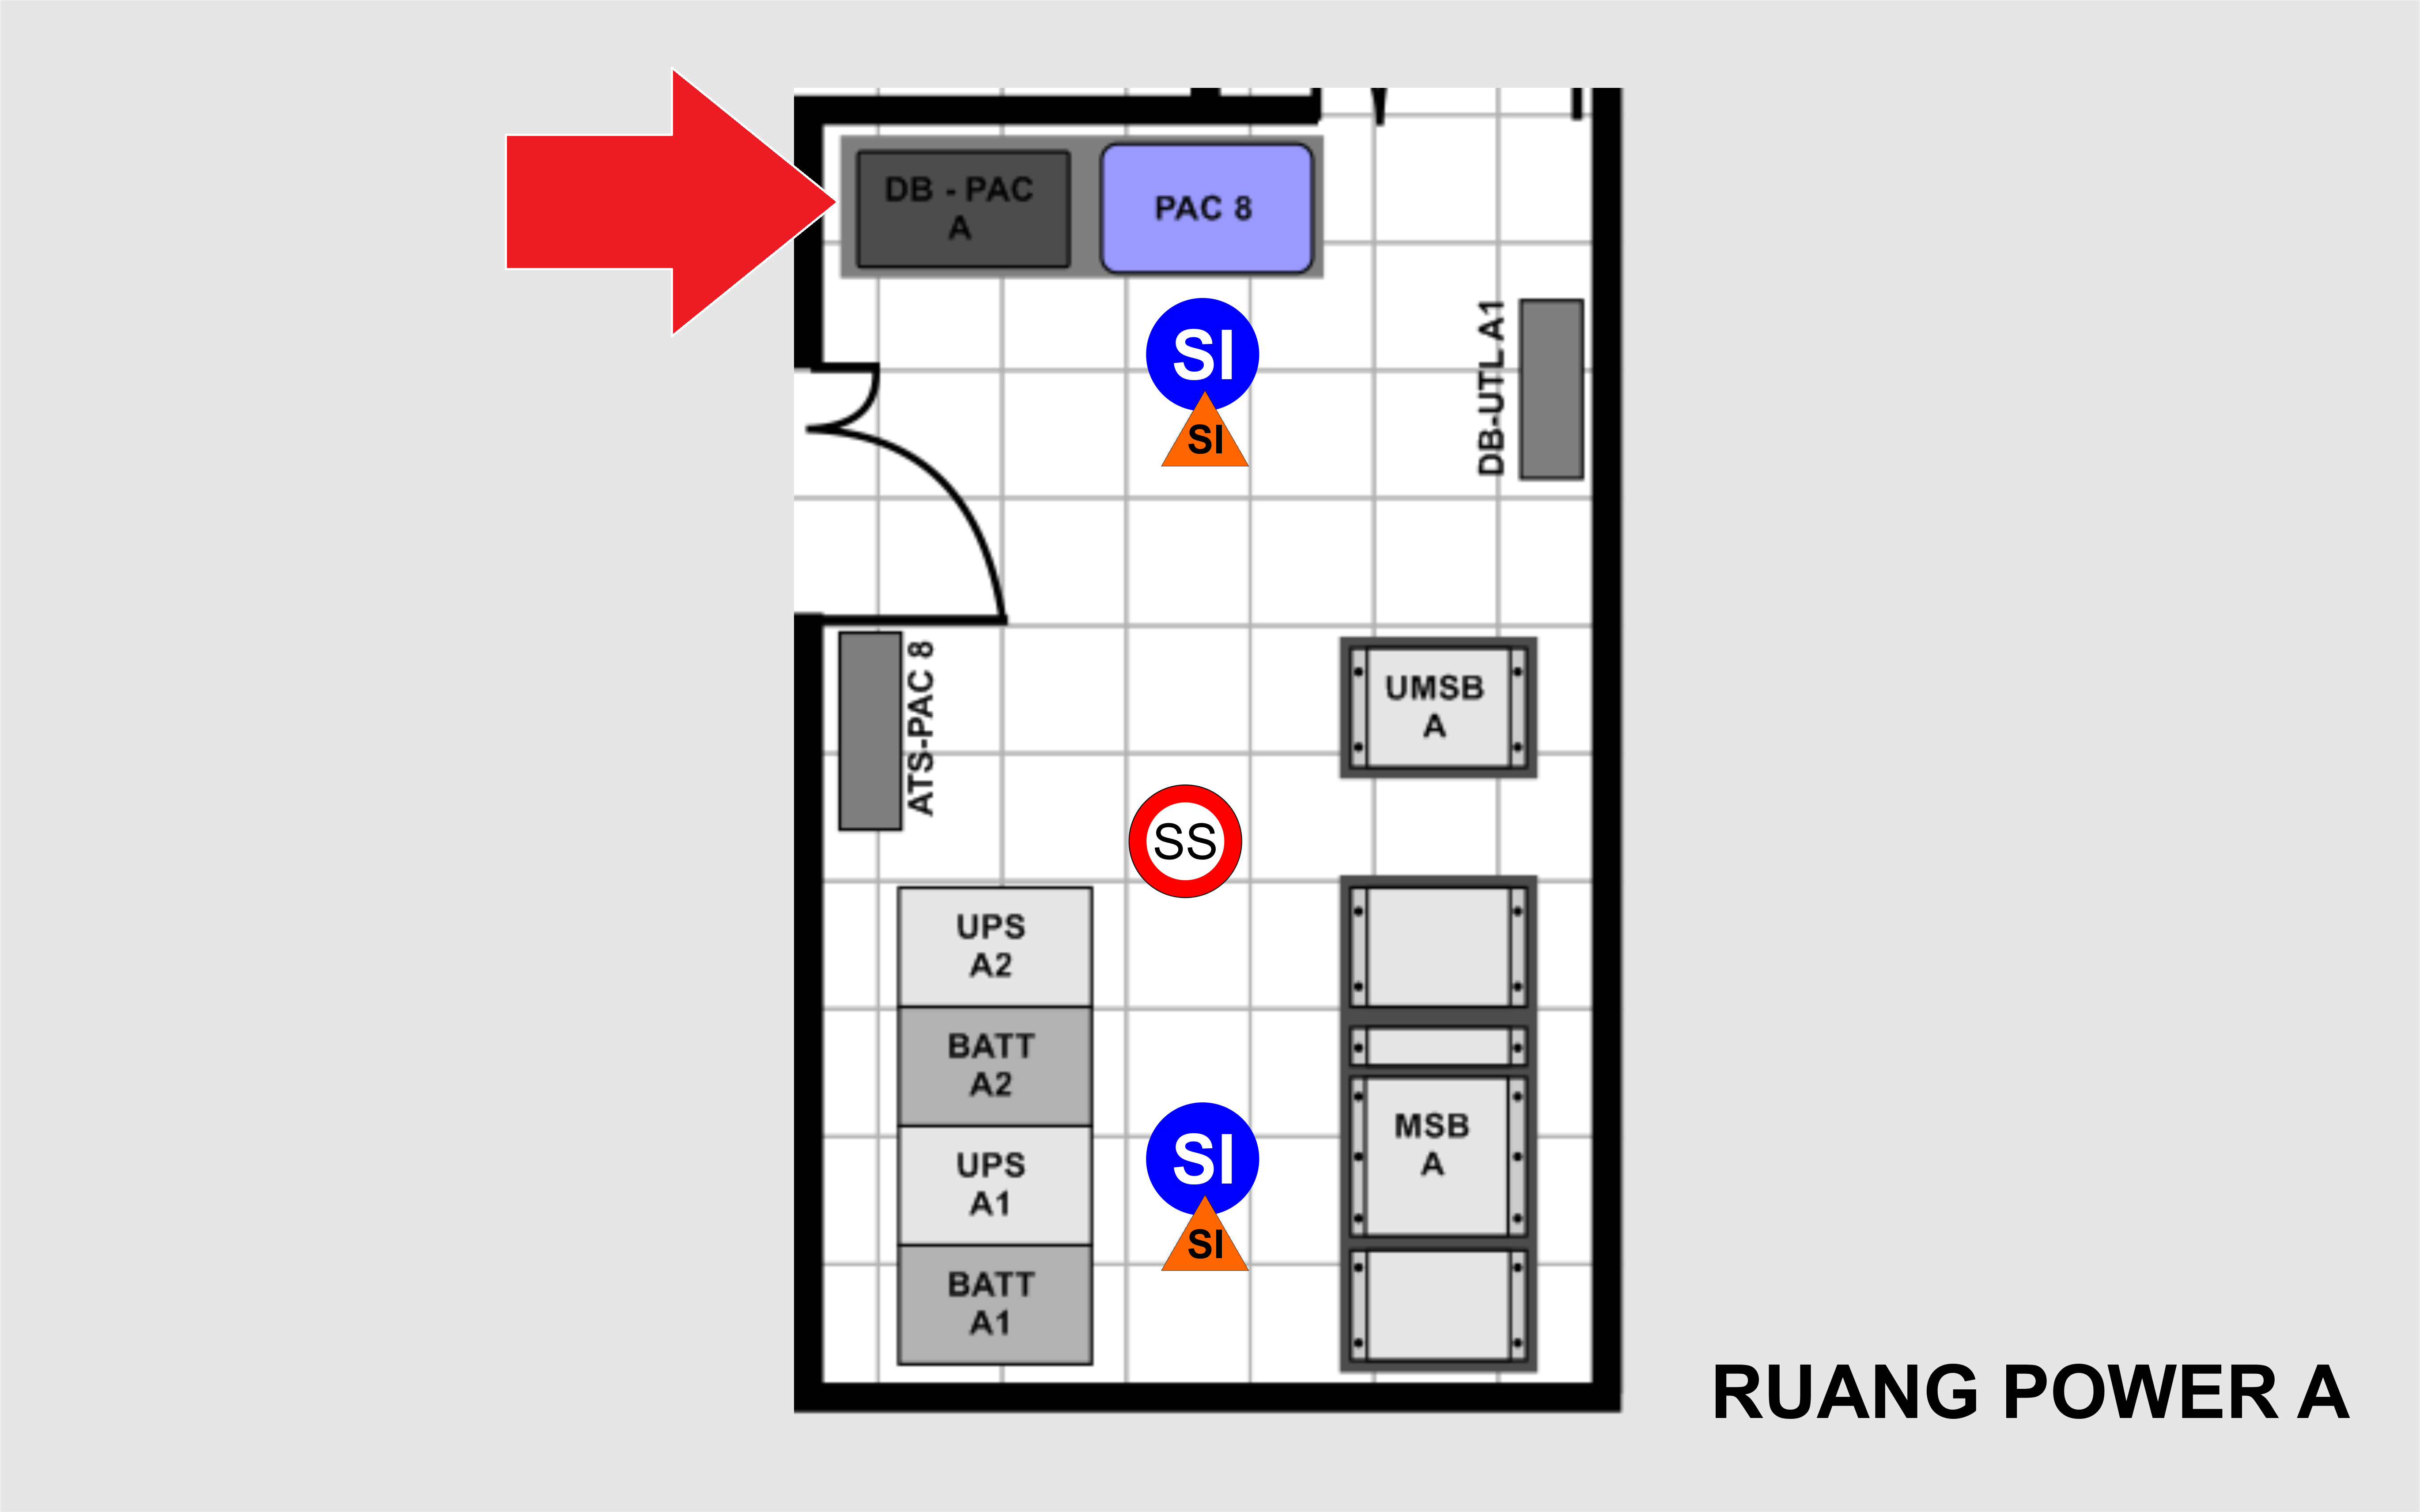 DB - PAC
A
PAC 8
SI
SI
DB-UTL A1
ATS-PAC 8
UMSB
A
SS
UPS
A2
BATT
A2
UPS
A1
BATT
A1
SI
SI
MSB
A
RUANG POWER A